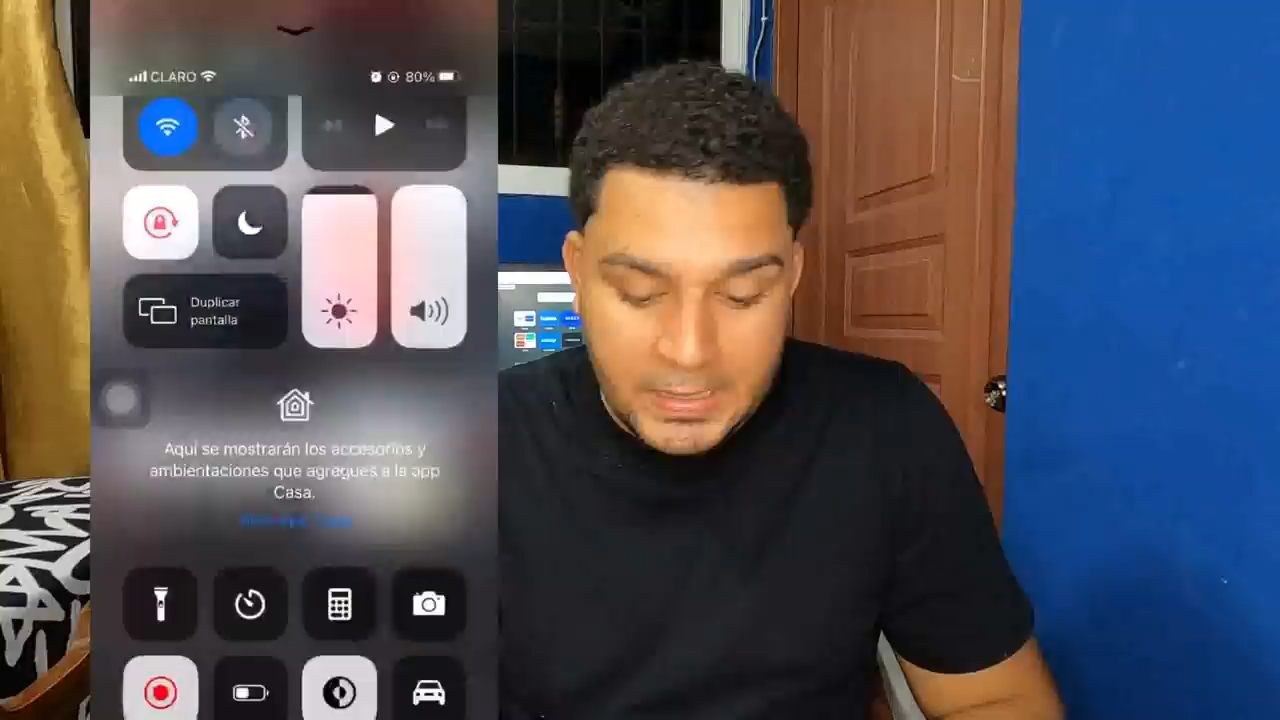 CLARO
80%
Duplicar
pantalla
Aquí se mostrarán los accesorios y
ambientaciones que agregues a la app
Casa.